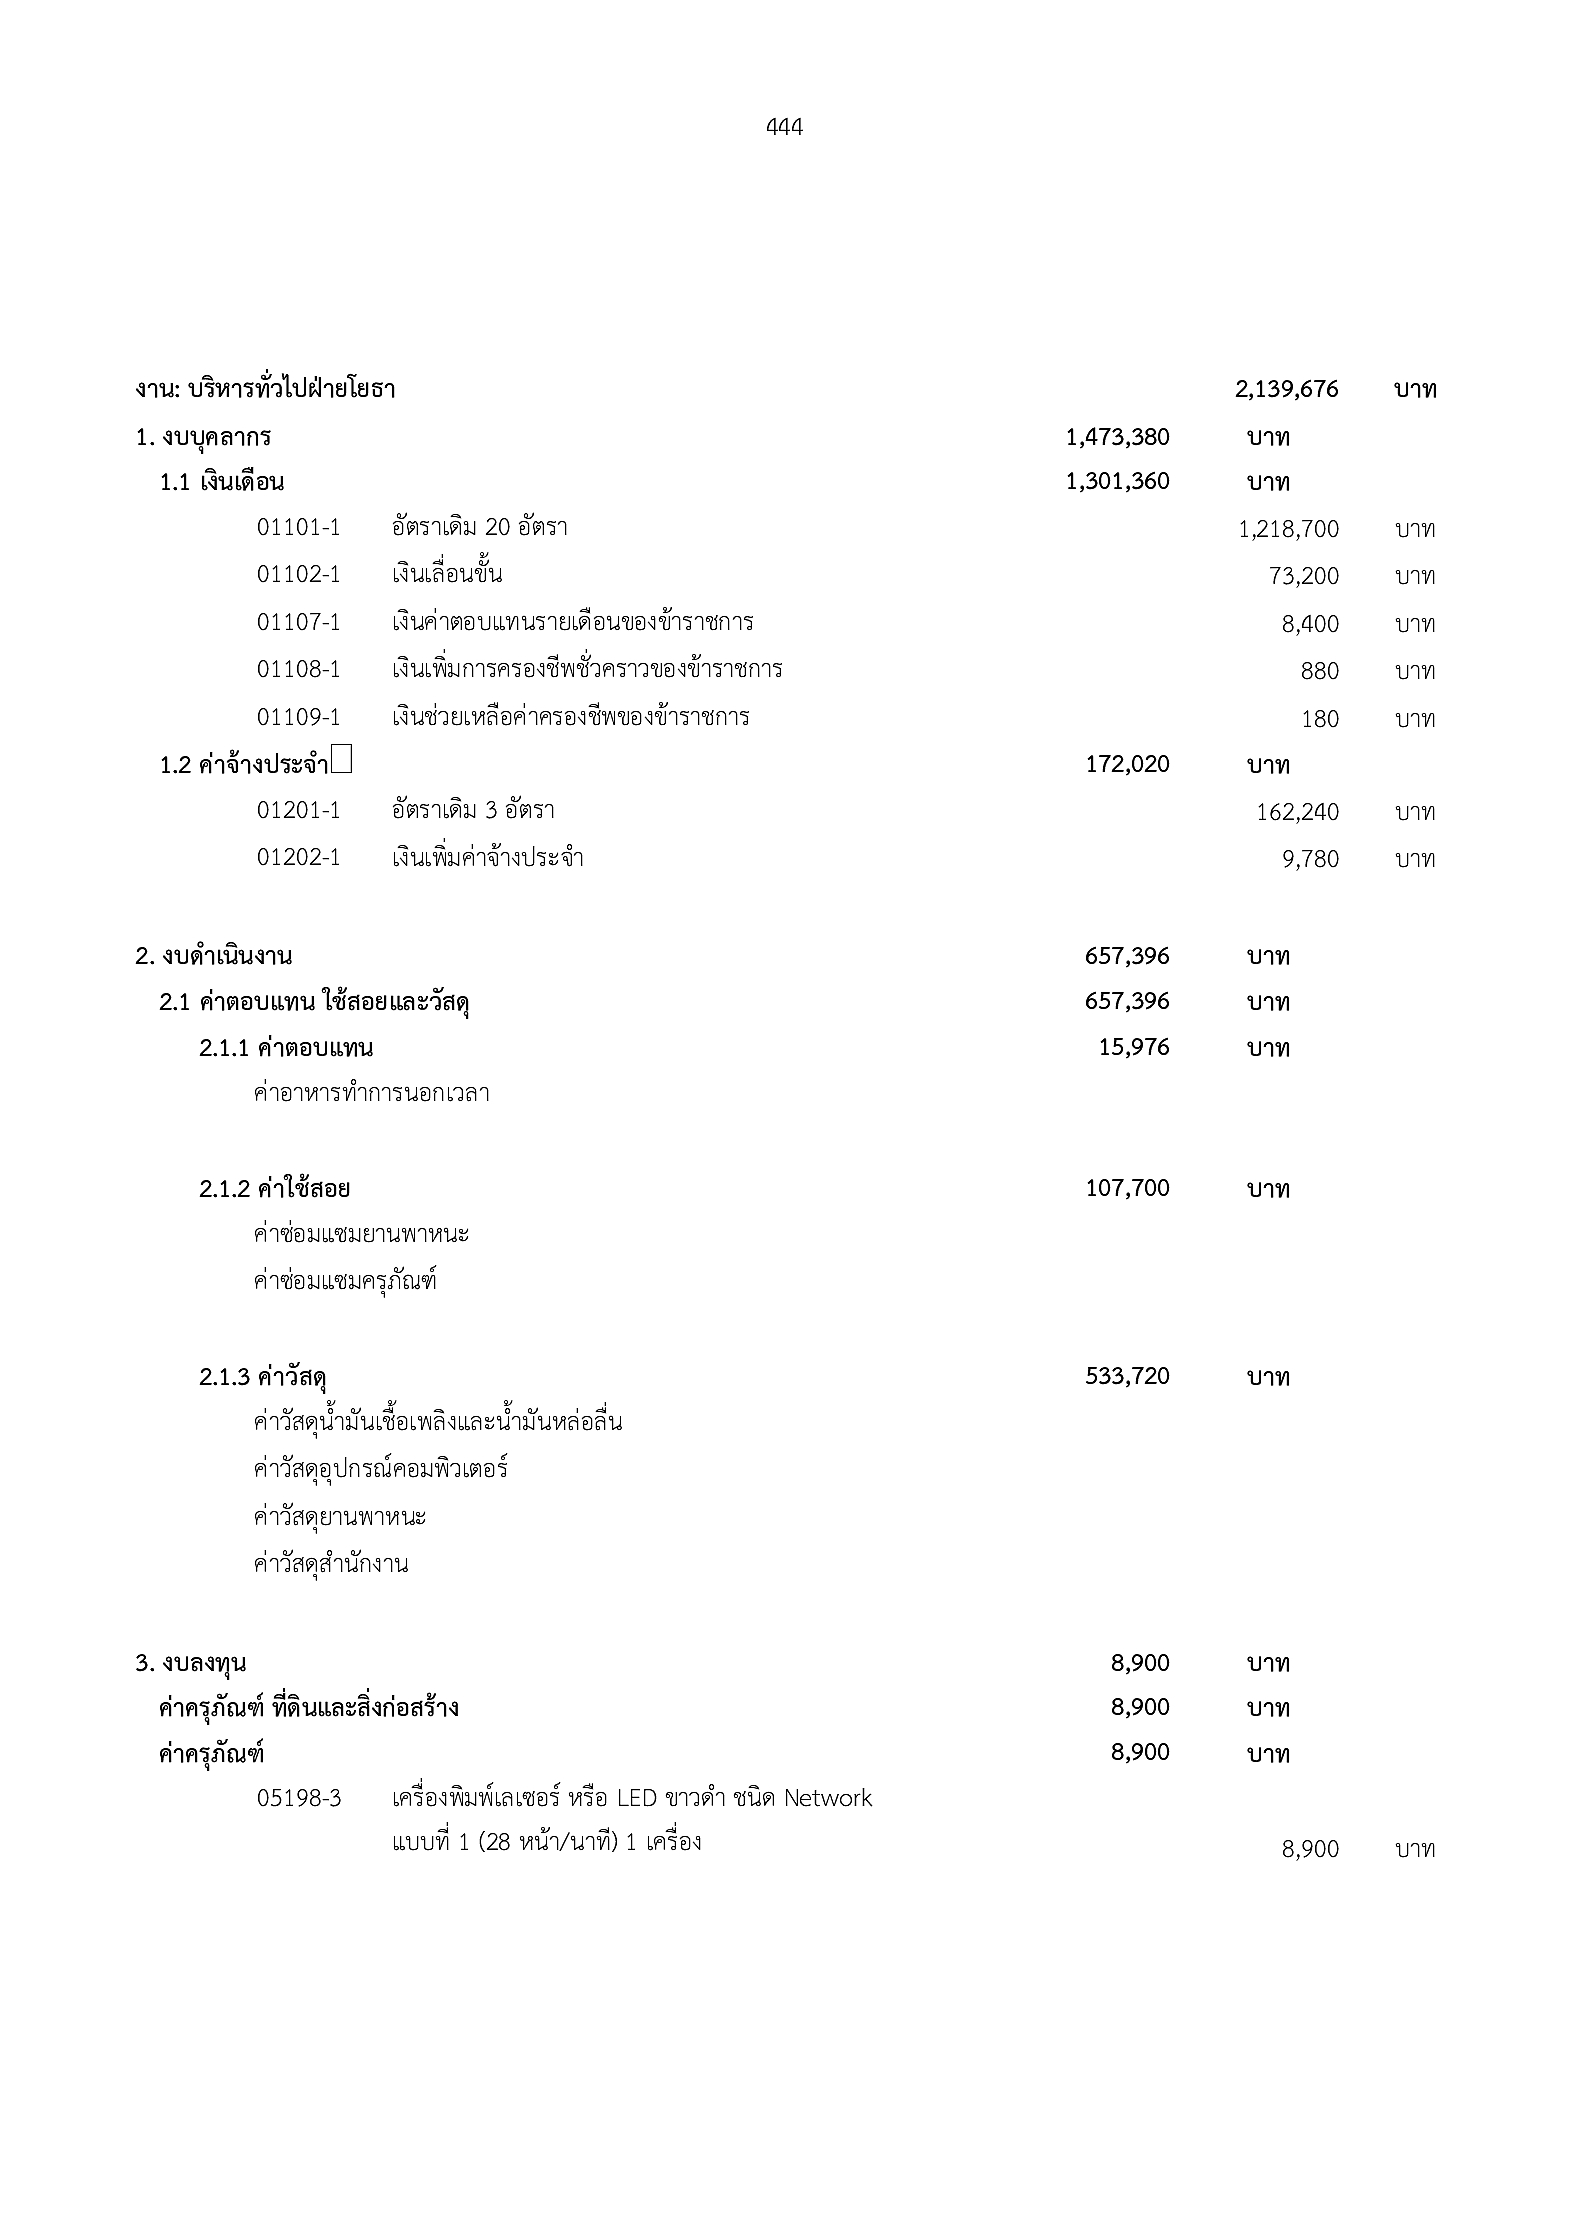 444
งาน: บริหารทั่วไปฝ่ายโยธา 2,139,676 บาท
1. งบบุคลากร 1,473,380 บาท
1.1 เงินเดือน 1,301,360 บาท
01101-1 อัตราเดิม 20 อัตรา 1,218,700 บาท
01102-1 เงินเลื่อนขั้น 73,200 บาท
01107-1 เงินค่าตอบแทนรายเดือนของข้าราชการ 8,400 บาท
01108-1 เงินเพิ่มการครองชีพชั่วคราวของข้าราชการ 880 บาท
01109-1 เงินช่วยเหลือค่าครองชีพของข้าราชการ 180 บาท
1.2 ค่าจ้างประจำ 172,020 บาท
01201-1 อัตราเดิม 3 อัตรา 162,240 บาท
01202-1 เงินเพิ่มค่าจ้างประจำ 9,780 บาท
2. งบดำเนินงาน 657,396 บาท
2.1 ค่าตอบแทน ใช้สอยและวัสดุ 657,396 บาท
2.1.1 ค่าตอบแทน 15,976 บาท
ค่าอาหารทำการนอกเวลา
2.1.2 ค่าใช้สอย 107,700 บาท
ค่าซ่อมแซมยานพาหนะ
ค่าซ่อมแซมครุภัณฑ์
2.1.3 ค่าวัสดุ 533,720 บาท
ค่าวัสดุน้ำมันเชื้อเพลิงและน้ำมันหล่อลื่น
ค่าวัสดุอุปกรณ์คอมพิวเตอร์
ค่าวัสดุยานพาหนะ
ค่าวัสดุสำนักงาน
3. งบลงทุน 8,900 บาท
ค่าครุภัณฑ์ ที่ดินและสิ่งก่อสร้าง 8,900 บาท
ค่าครุภัณฑ์ 8,900 บาท
05198-3 เครื่องพิมพ์เลเซอร์ หรือ LED ขาวดำ ชนิด Network
แบบที่ 1 (28 หน้า/นาที) 1 เครื่อง 8,900 บาท